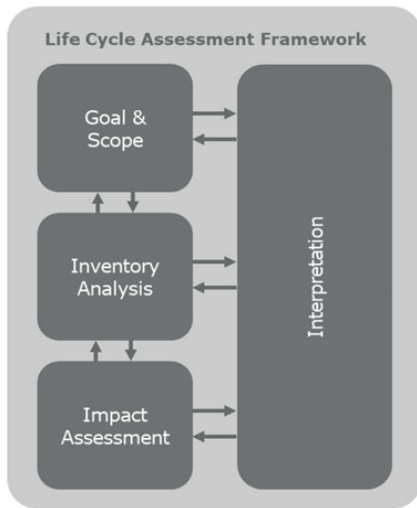 Life Cycle Assessment Framework
Goal &
Scope
Inventory
Analysis
Impact
Assessment
Interpretation